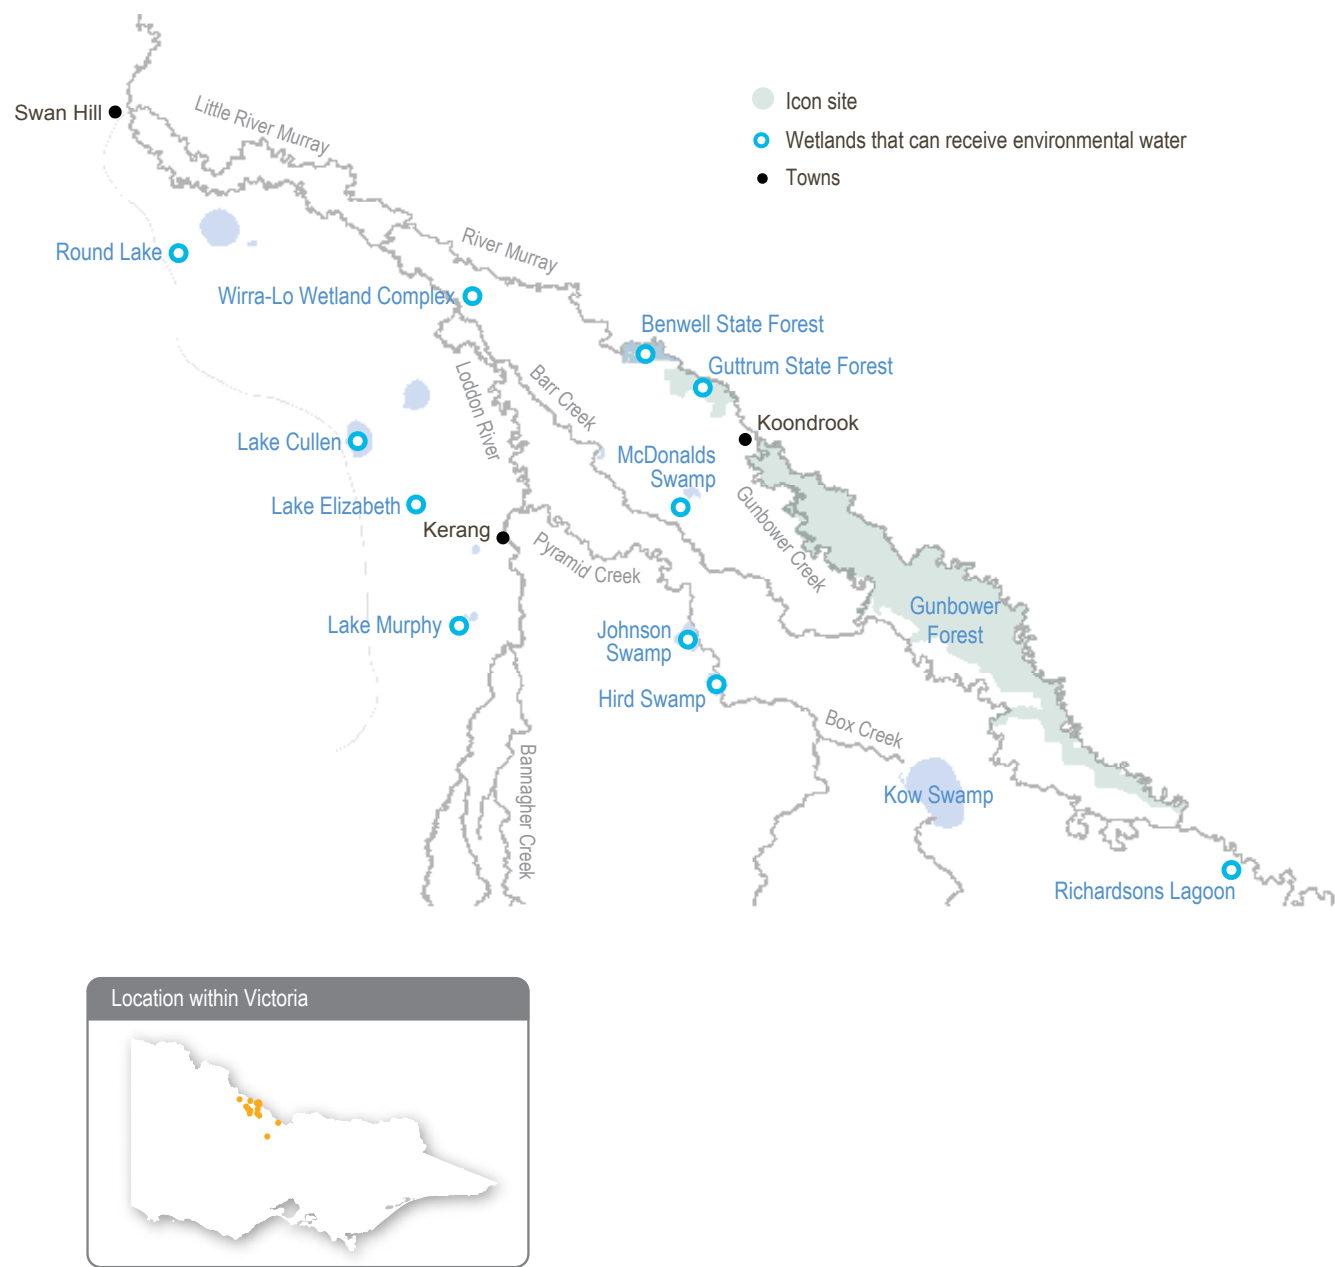 Swan Hill
Little River Murray
Icon site
Wetlands that can receive environmental water
Towns
Round Lake
River Murray
Wirra-Lo Wetland Complex
Benwell State Forest
Guttrum State Forest
Loddon River
Barr Creek
Koondrook
Lake Cullen
McDonalds
Swamp
Lake Elizabeth
Gunbower Creek
Kerang
Pyramid Creek
Gunbower
Forest
Lake Murphy
Johnson
Swamp
Hird Swamp
Box Creek
Bannagher Creek
Kow Swamp
Richardsons Lagoon
Location within Victoria